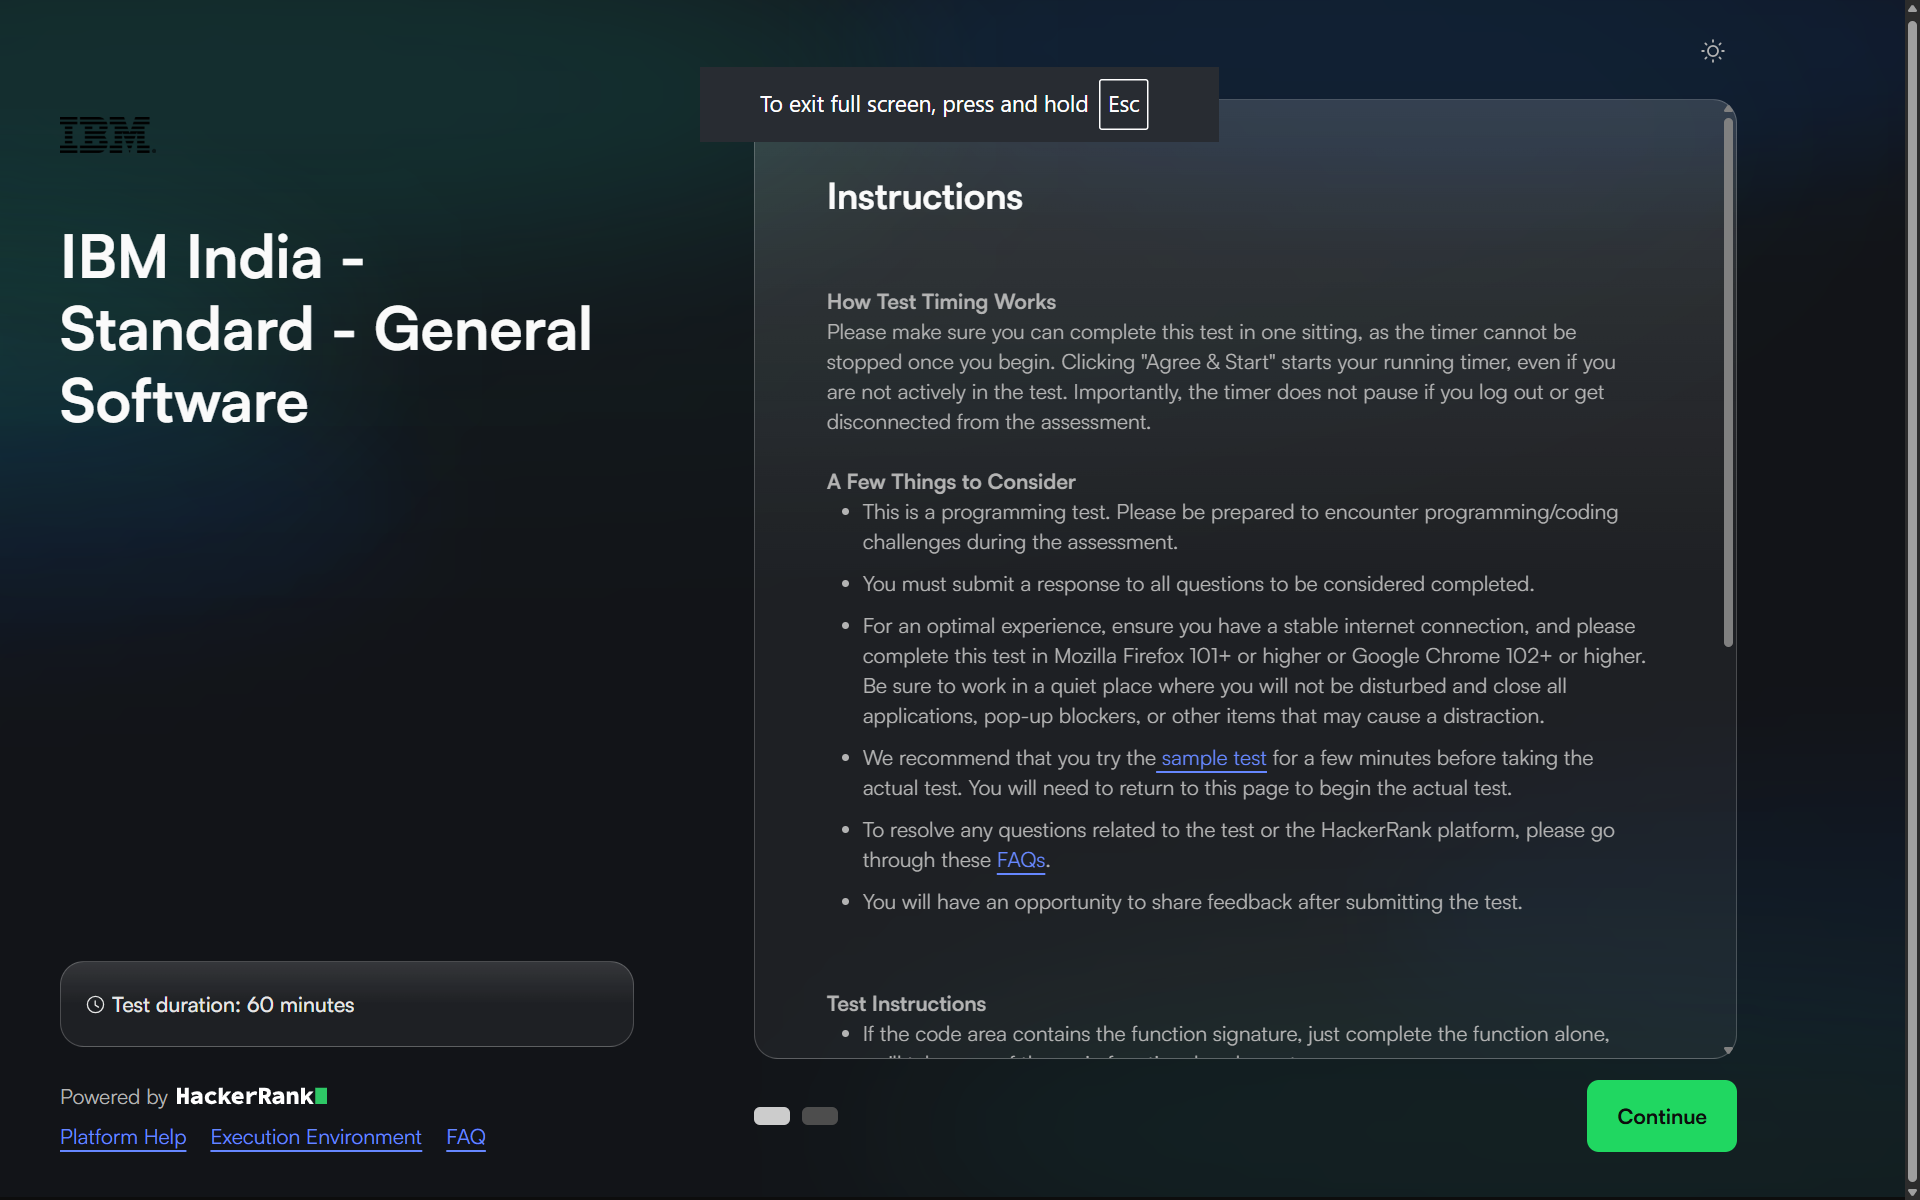 To exit full screen, press and hold Esc
IBM
IBM India -
Standard - General
Software
Instructions
How Test Timing Works
Please make sure you can complete this test in one sitting, as the timer cannot be
stopped once you begin. Clicking "Agree & Start" starts your running timer, even if you
are not actively in the test. Importantly, the timer does not pause if you log out or get
disconnected from the assessment.
A Few Things to Consider
• This is a programming test. Please be prepared to encounter programming/coding
challenges during the assessment.
• You must submit a response to all questions to be considered completed.
• For an optimal experience, ensure you have a stable internet connection, and please
complete this test in Mozilla Firefox 101+ or higher or Google Chrome 102+ or higher.
Be sure to work in a quiet place where you will not be disturbed and close all
applications, pop-up blockers, or other items that may cause a distraction.
• We recommend that you try the sample test for a few minutes before taking the
actual test. You will need to return to this page to begin the actual test.
• To resolve any questions related to the test or the HackerRank platform, please go
through these FAQs.
• You will have an opportunity to share feedback after submitting the test.
Test Instructions
• If the code area contains the function signature, just complete the function alone,
Test duration: 60 minutes
Powered by HackerRank
Platform Help Execution Environment FAQ
Continue